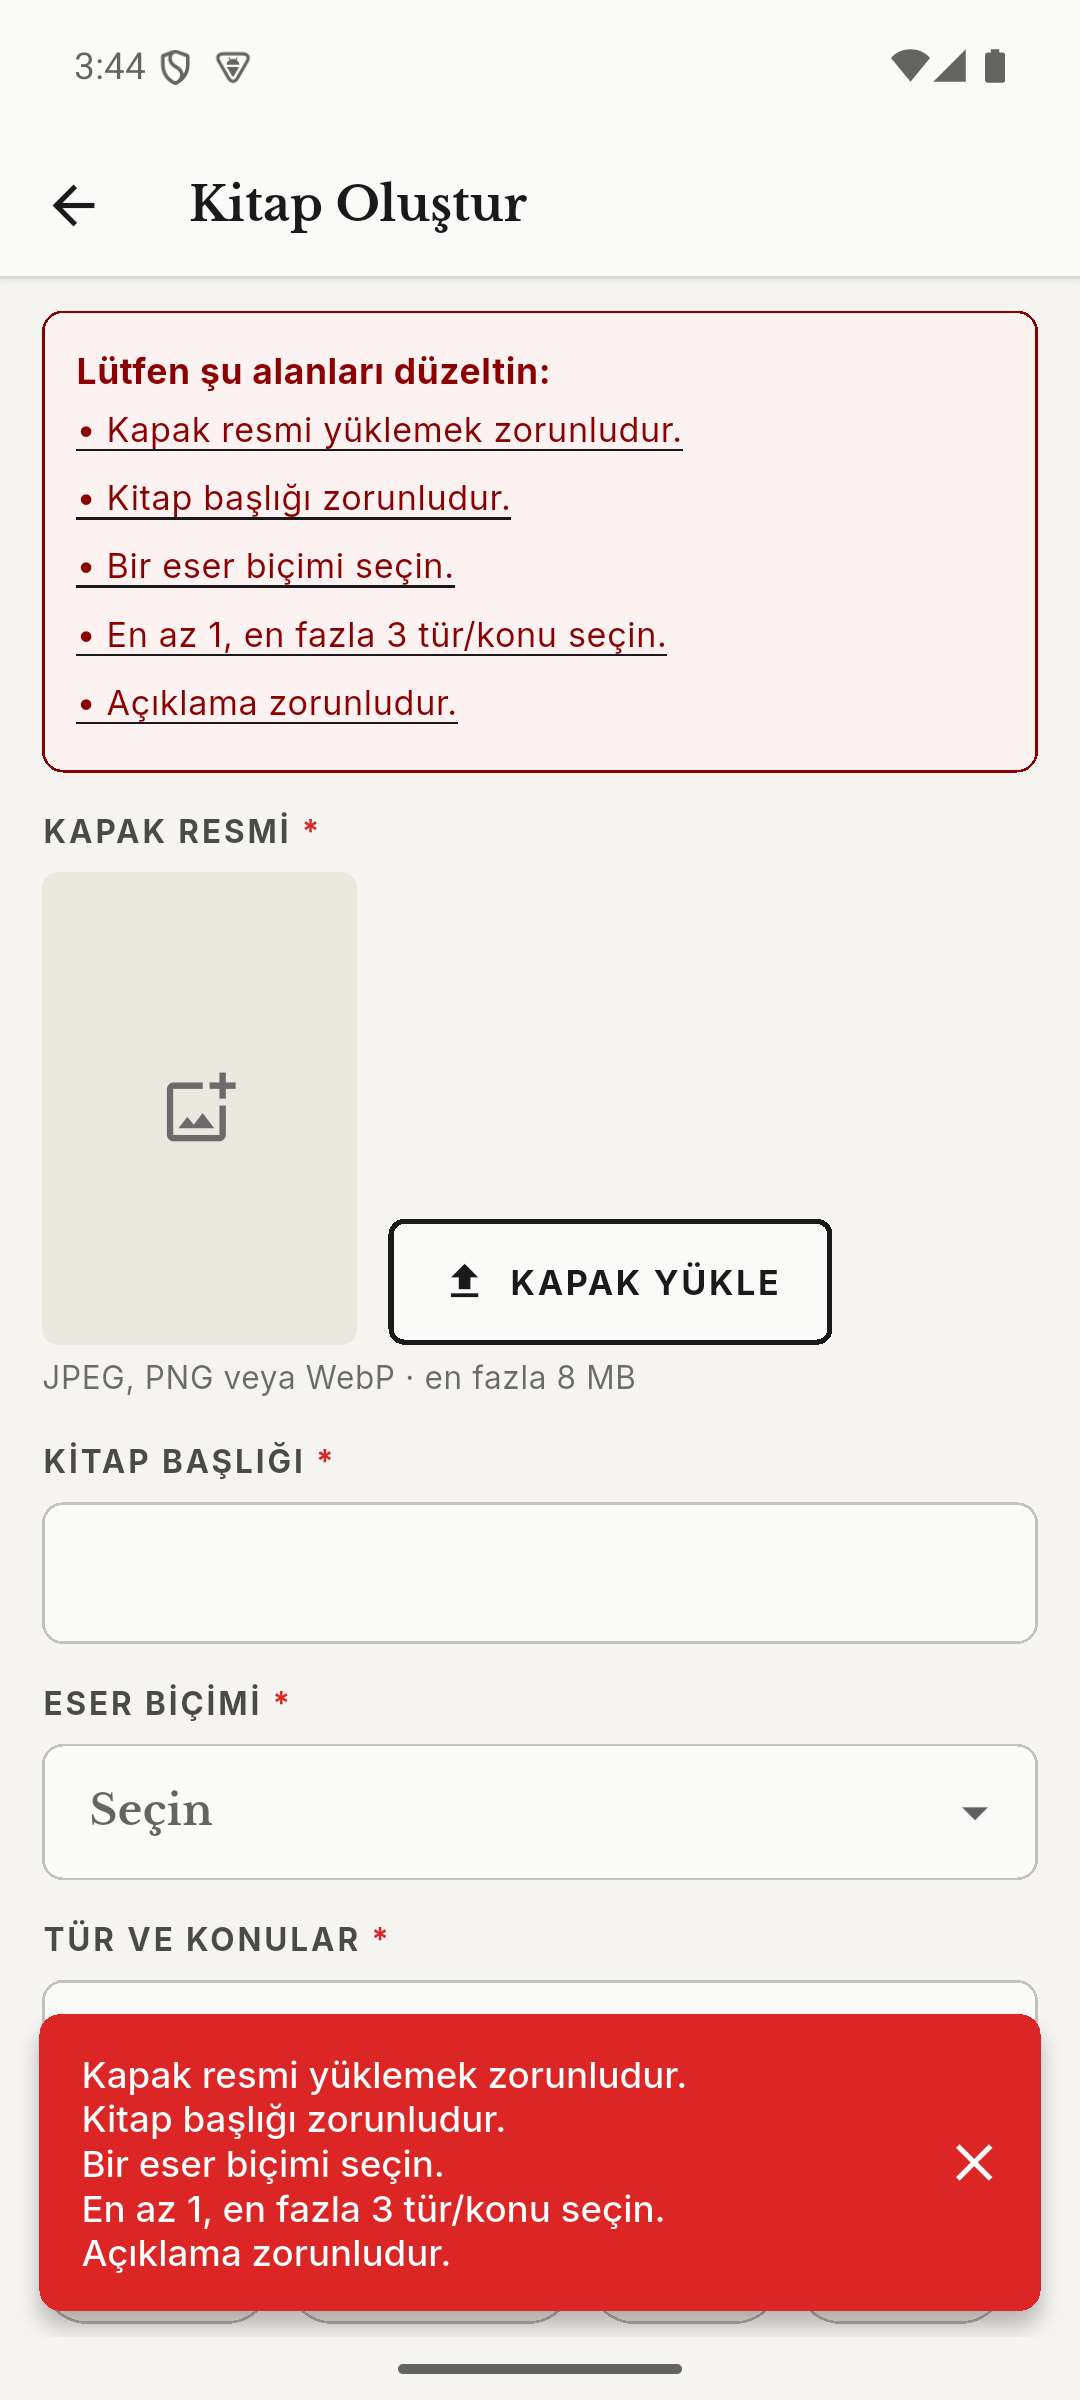 3:44
Kitap Oluştur
Lütfen şu alanları düzeltin:
• Kapak resmi yüklemek zorunludur.
• Kitap başlığı zorunludur.
• Bir eser biçimi seçin.
• En az 1, en fazla 3 tür/konu seçin.
• Açıklama zorunludur.
KAPAK RESMİ *
KAPAK YÜKLE
JPEG, PNG veya WebP · en fazla 8 MB
KİTAP BAŞLIĞI *
ESER BİÇİMİ *
Seçin
TÜR VE KONULAR *
Kapak resmi yüklemek zorunludur.
Kitap başlığı zorunludur.
Bir eser biçimi seçin.
En az 1, en fazla 3 tür/konu seçin.
Açıklama zorunludur.